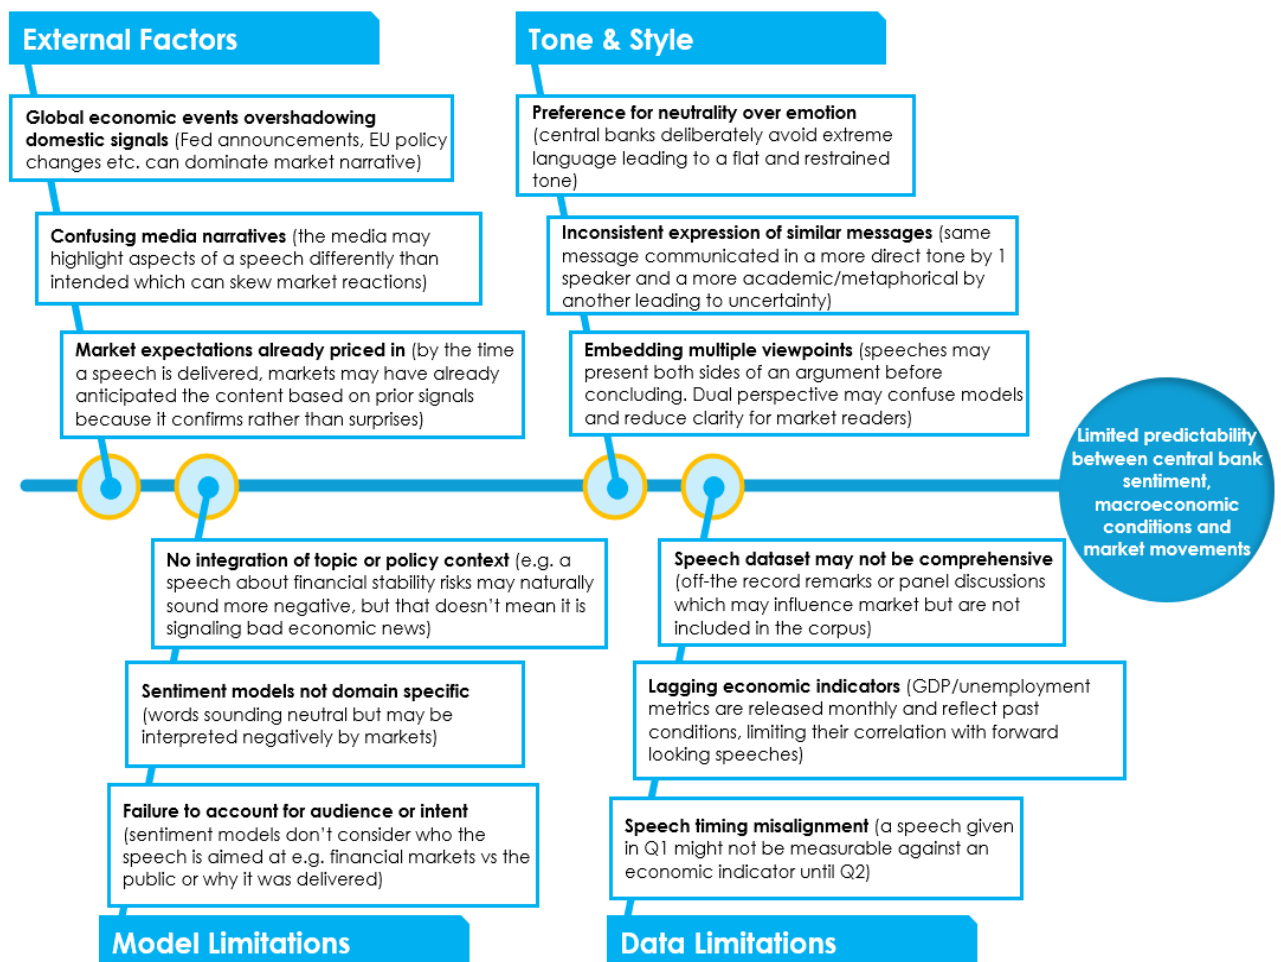 External Factors
Global economic events overshadowing
domestic signals (Fed announcements, EU policy
changes etc. can dominate market narrative)
Confusing media narratives (the media may
highlight aspects of a speech differently than
intended which can skew market reactions)
Market expectations already priced in (by the time
a speech is delivered, markets may have already
anticipated the content based on prior signals
because it confirms rather than surprises)
Tone & Style
Preference for neutrality over emotion
(central banks deliberately avoid extreme
language leading to a flat and restrained
tone)
Inconsistent expression of similar messages (same
message communicated in a more direct tone by 1
speaker and a more academic/metaphorical by
another leading to uncertainty)
Embedding multiple viewpoints (speeches may
present both sides of an argument before
concluding. Dual perspective may confuse models
and reduce clarity for market readers)
Limited predictability
between central bank
sentiment,
macroeconomic
conditions and
market movements
No integration of topic or policy context (e.g. a
speech about financial stability risks may naturally
sound more negative, but that doesn't mean it is
signaling bad economic news)
Sentiment models not domain specific
(words sounding neutral but may be
interpreted negatively by markets)
Failure to account for audience or intent
(sentiment models don't consider who the
speech is aimed at e.g. financial markets vs the
public or why it was delivered)
Model Limitations
Speech dataset may not be comprehensive
(off-the record remarks or panel discussions
which may influence market but are not
included in the corpus)
Lagging economic indicators (GDP/unemployment
metrics are released monthly and reflect past
conditions, limiting their correlation with forward
looking speeches)
Speech timing misalignment (a speech given
in Q1 might not be measurable against an
economic indicator until Q2)
Data Limitations